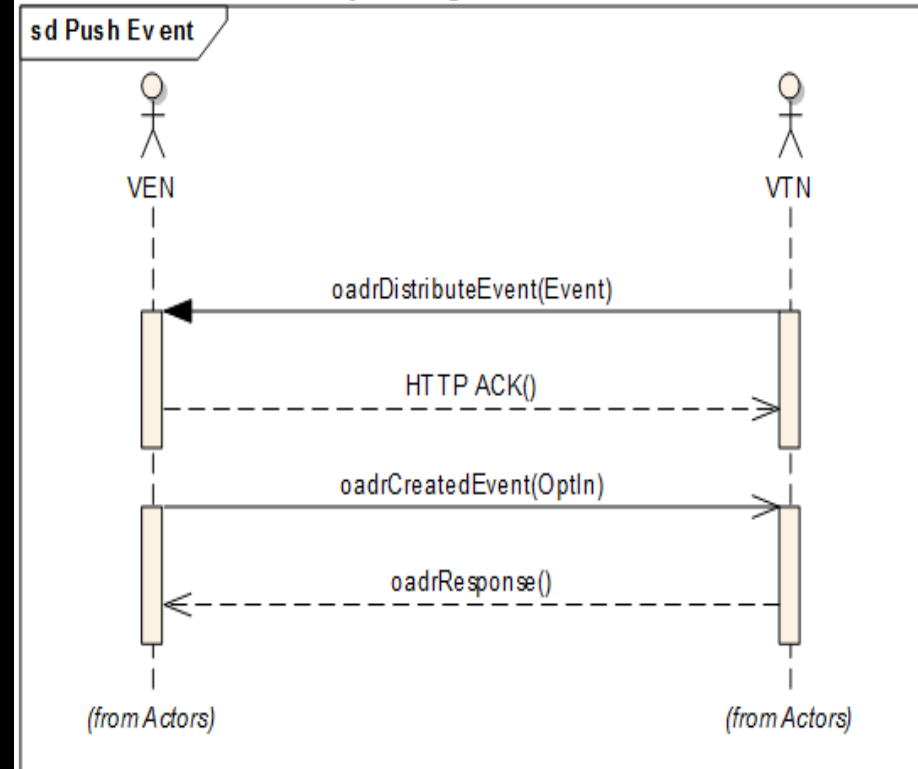 sd Push Event
VEN
VTN
oadrDistributeEvent(Event)
HTTP ACK()
oadrCreatedEvent(OptIn)
oadrResponse()
(from Actors)
(from Actors)